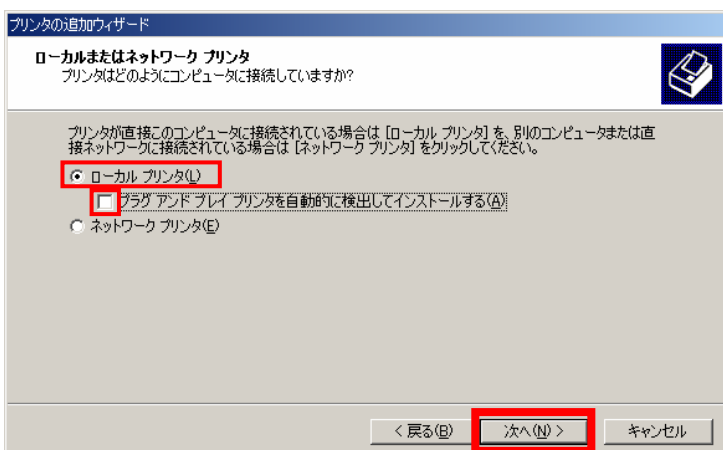 プリンタの追加ウィザード
ローカルまたはネットワーク プリンタ
プリンタはどのようにコンピュータに接続していますか?
プリンタが直接このコンピュータに接続されている場合は [ローカル プリンタ] を、別のコンピュータまたは直
接ネットワークに接続されている場合は [ネットワーク プリンタ] をクリックしてください。
ローカル プリンタ(L)
プラグ アンド プレイ プリンタを自動的に検出してインストールする(A)
ネットワーク プリンタ(E)
< 戻る(B) 次へ(N) > キャンセル